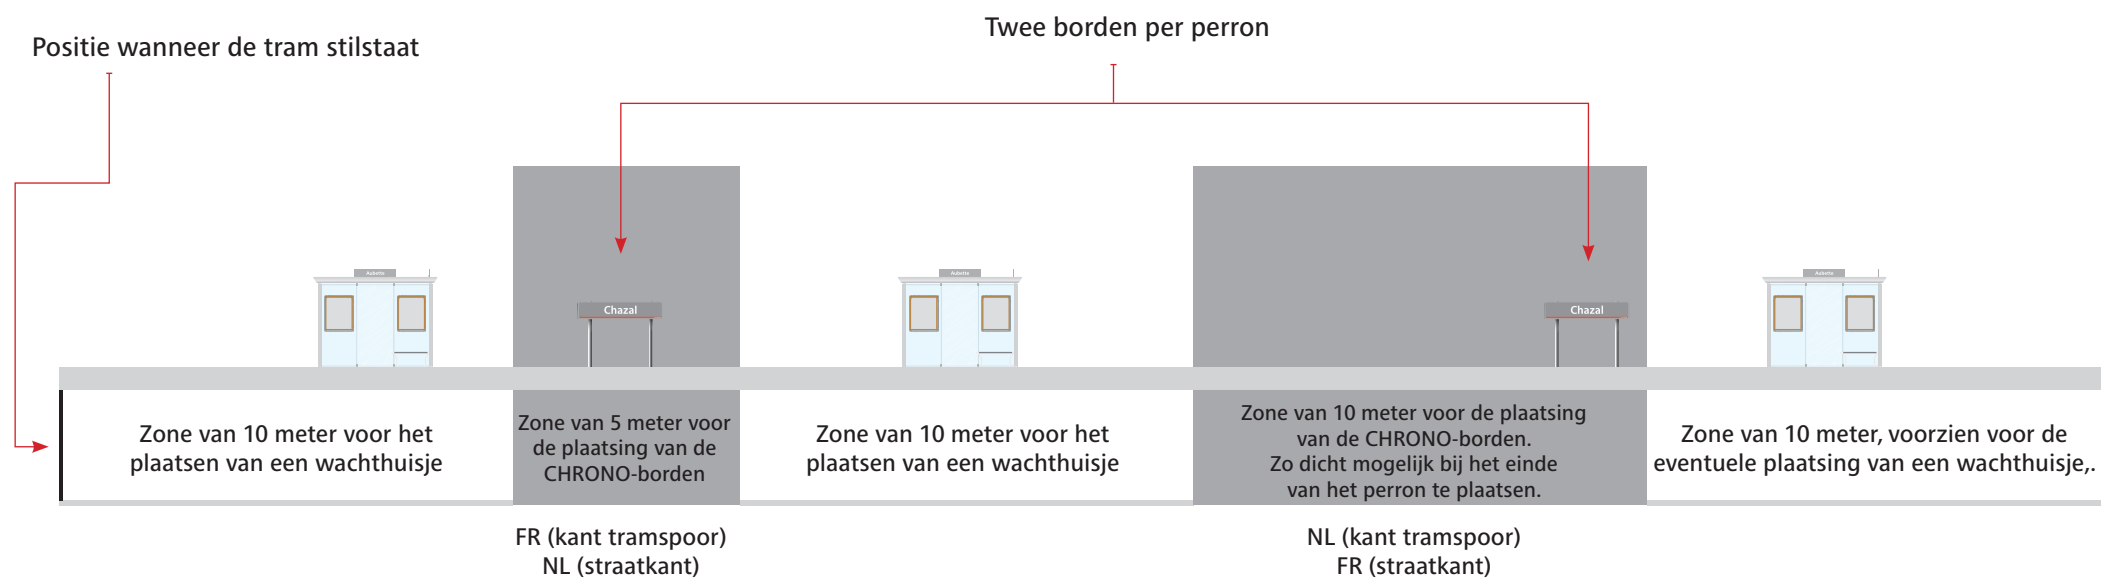 Positie wanneer de tram stilstaat
Twee borden per perron
Aubette
Chazal
Aubette
Chazal
Aubette
Zone van 10 meter voor het
plaatsen van een wachthuisje
Zone van 5 meter voor
de plaatsing van de
CHRONO-borden
Zone van 10 meter voor het
plaatsen van een wachthuisje
Zone van 10 meter voor de plaatsing
van de CHRONO-borden.
Zo dicht mogelijk bij het einde
van het perron te plaatsen.
Zone van 10 meter, voorzien voor de
eventuele plaatsing van een wachthuisje,.
FR (kant tramspoor)
NL (straatkant)
NL (kant tramspoor)
FR (straatkant)